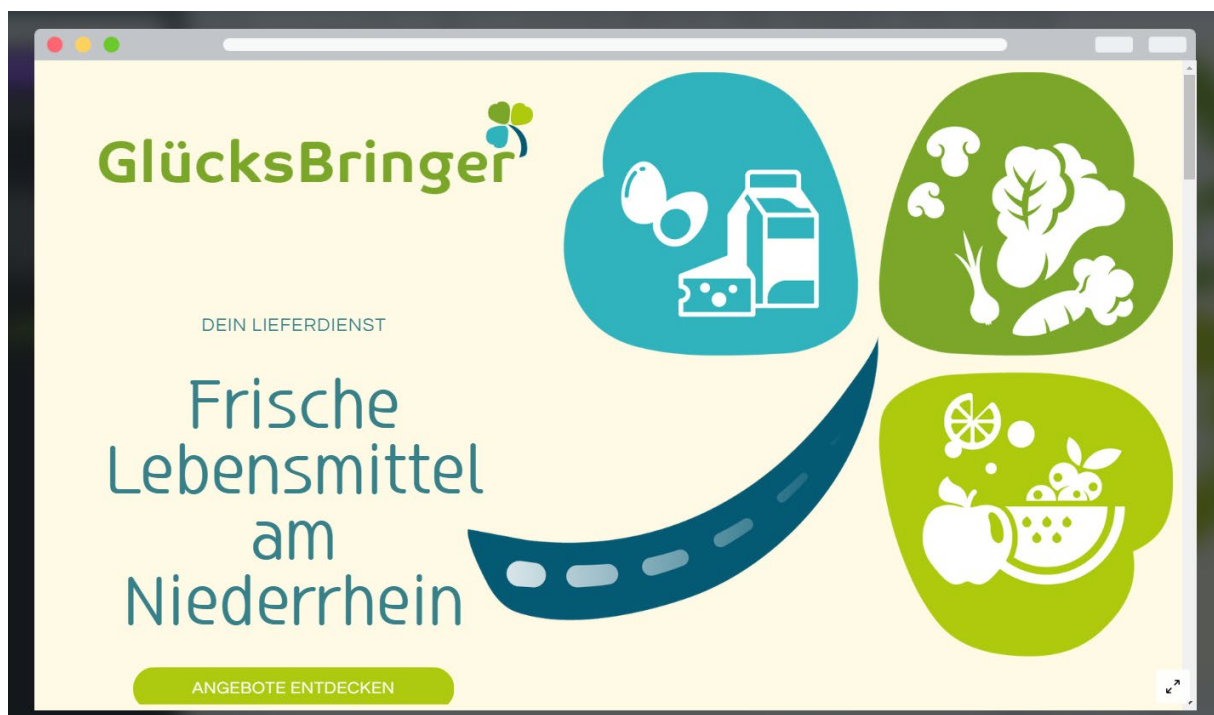 GlücksBringer
DEIN LIEFERDIENST
Frische
Lebensmittel
am
Niederrhein
ANGEBOTE ENTDECKEN